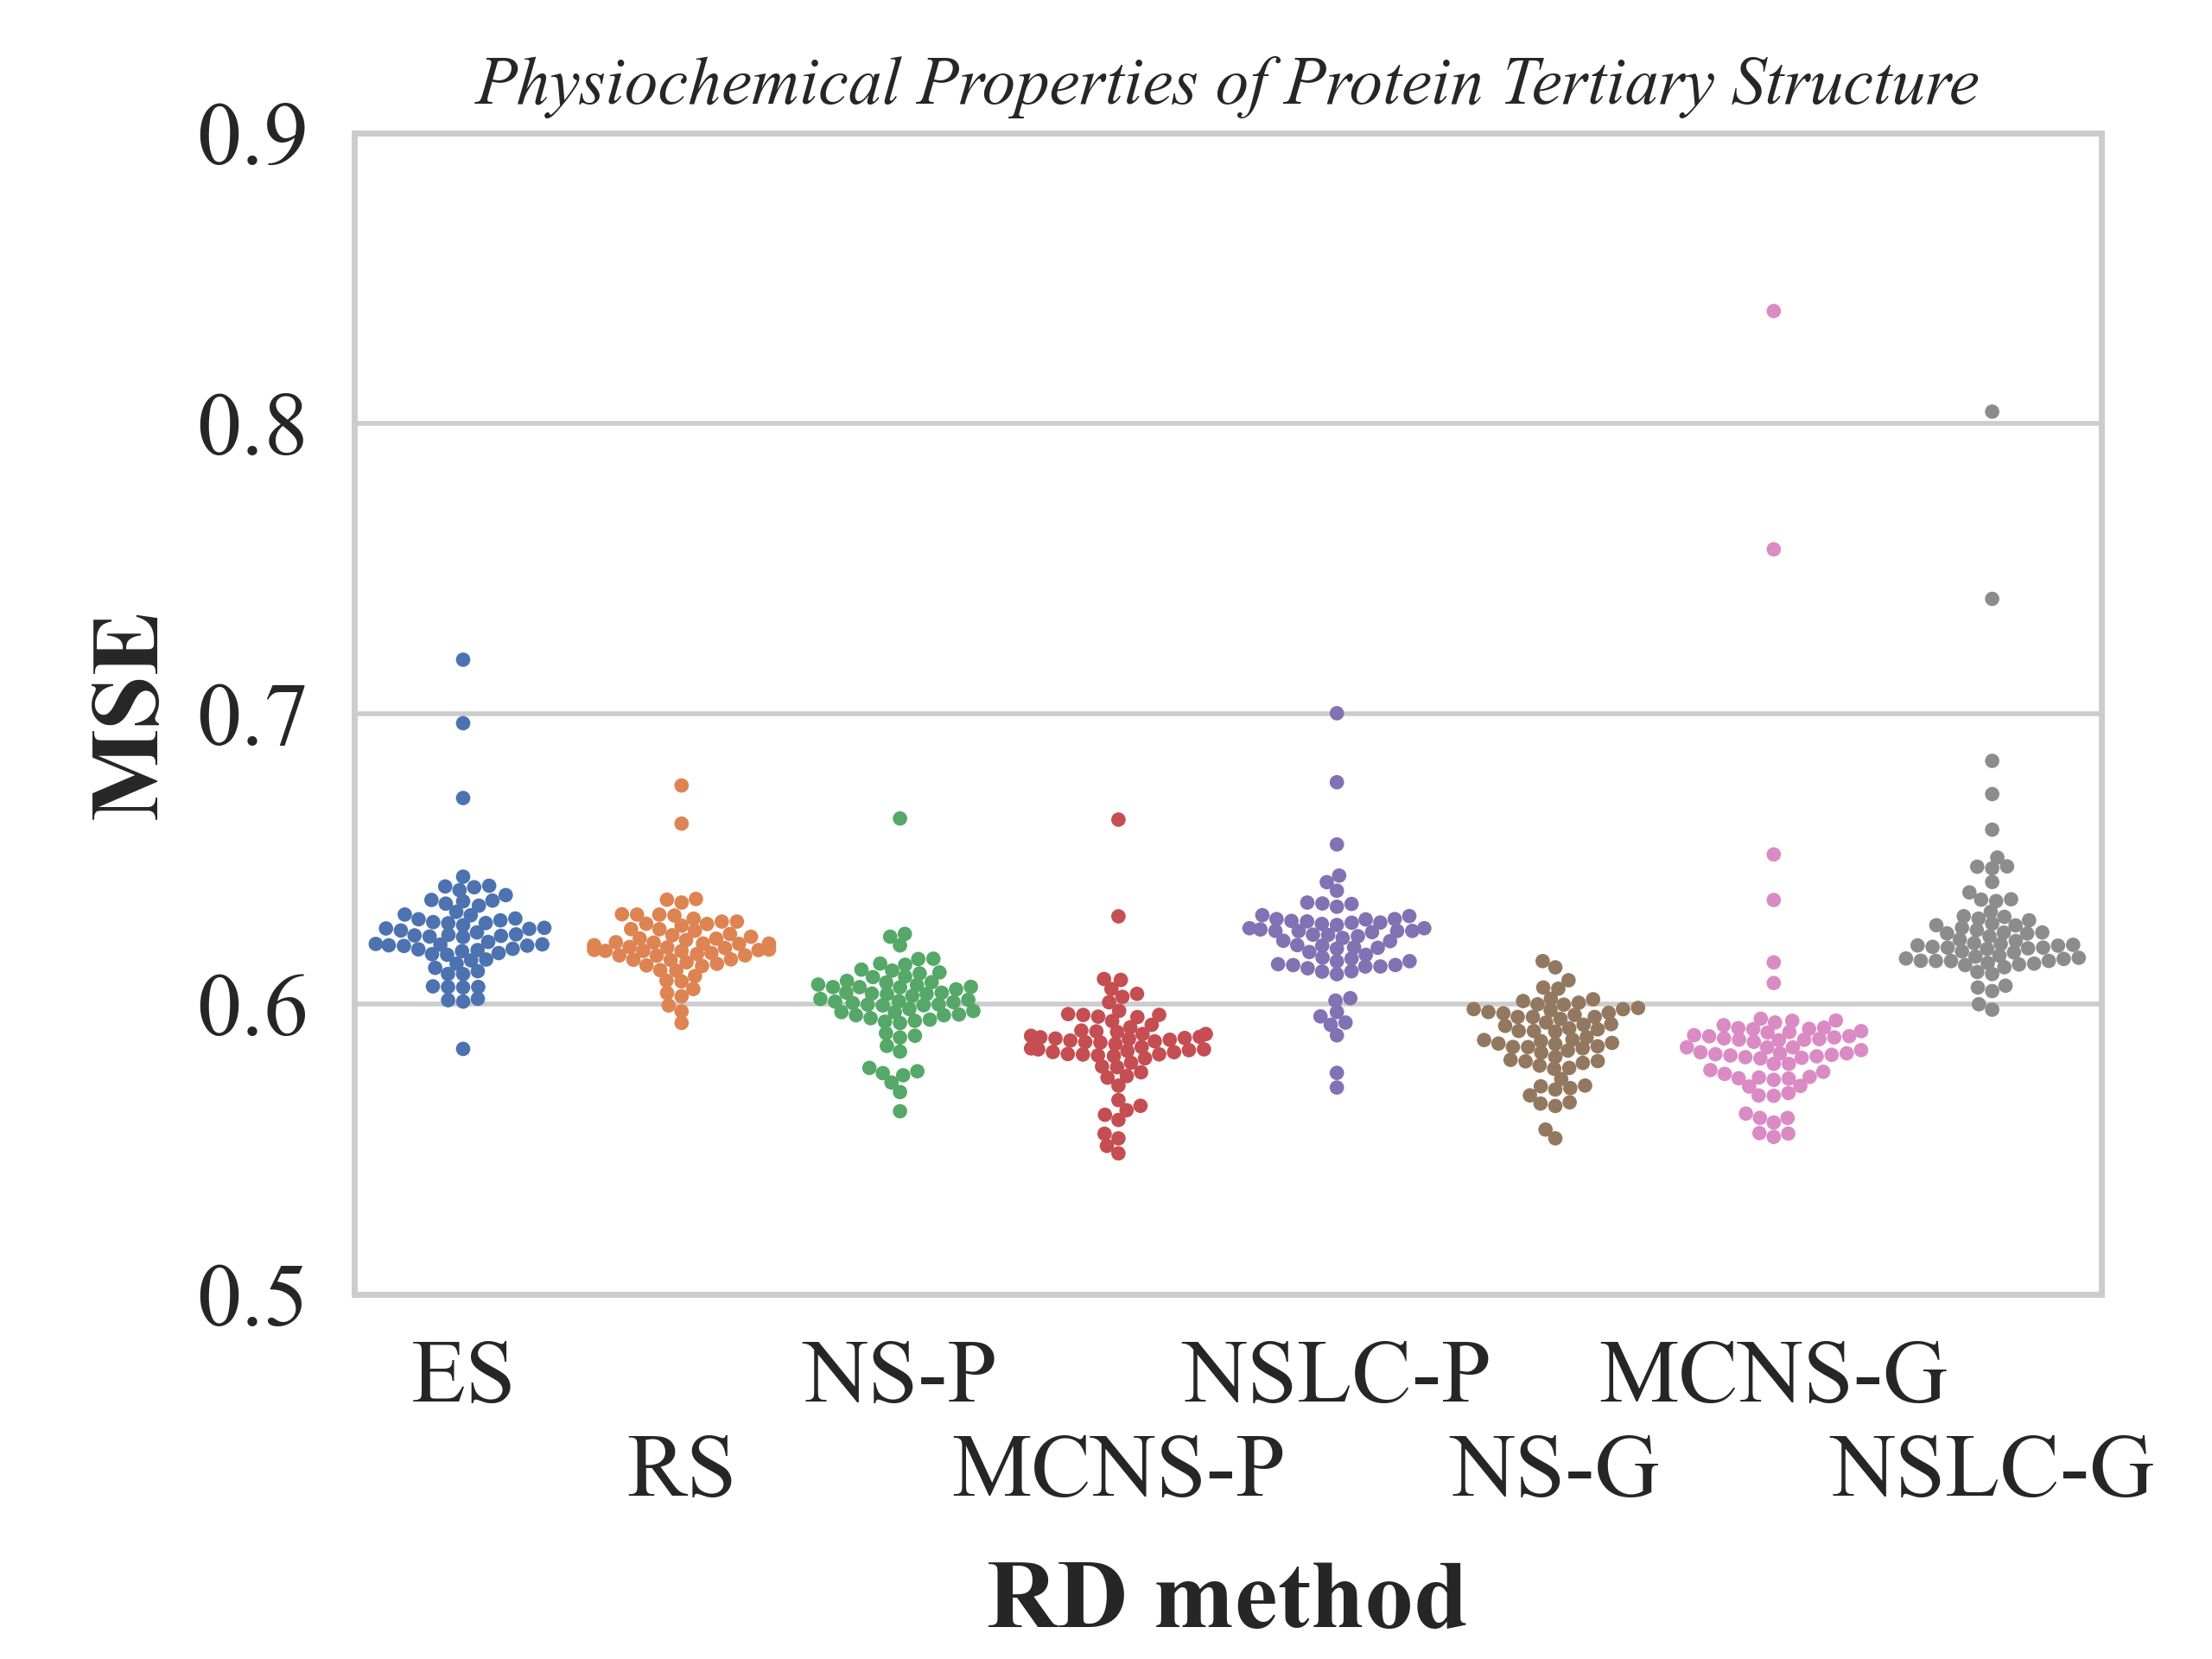 Physiochemical Properties of Protein Tertiary Structure
0.9
0.8
0.7
0.6
0.5
MSE
ES NS-P NSLC-P MCNS-G
RS MCNS-P NS-G NSLC-G
RD method